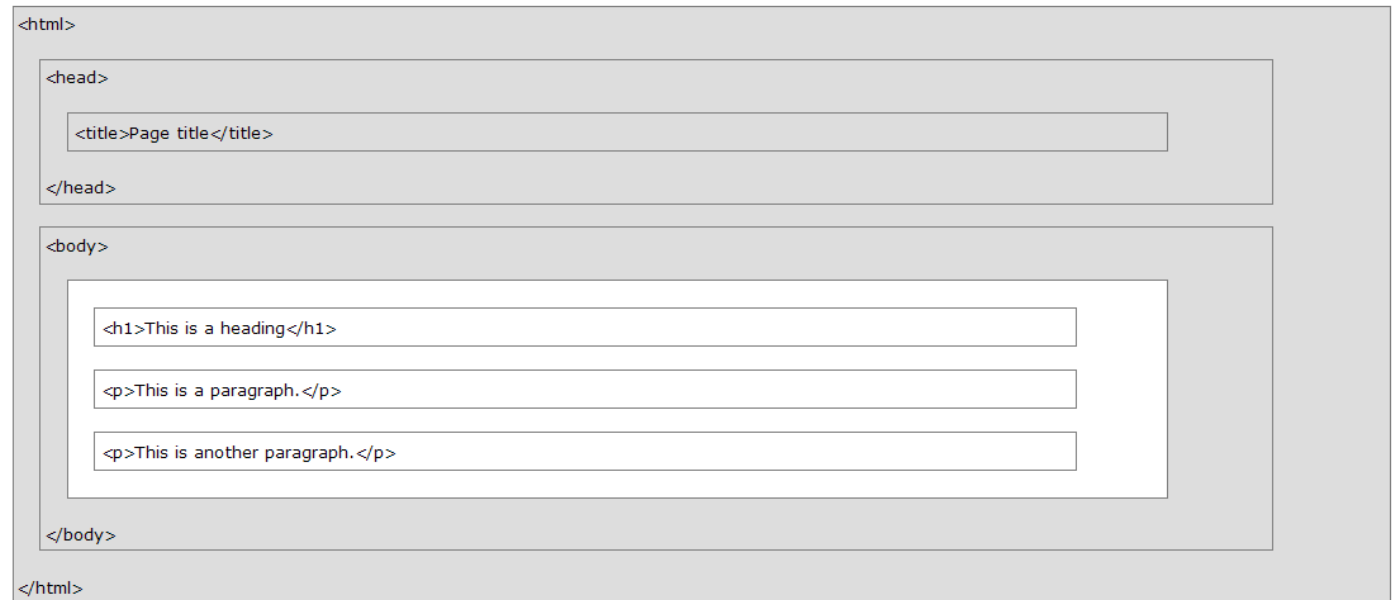 <html>
<head>
<title>Page title</title>
</head>
<body>
<h1>This is a heading</h1>
<p>This is a paragraph.</p>
<p>This is another paragraph.</p>
</body>
</html>